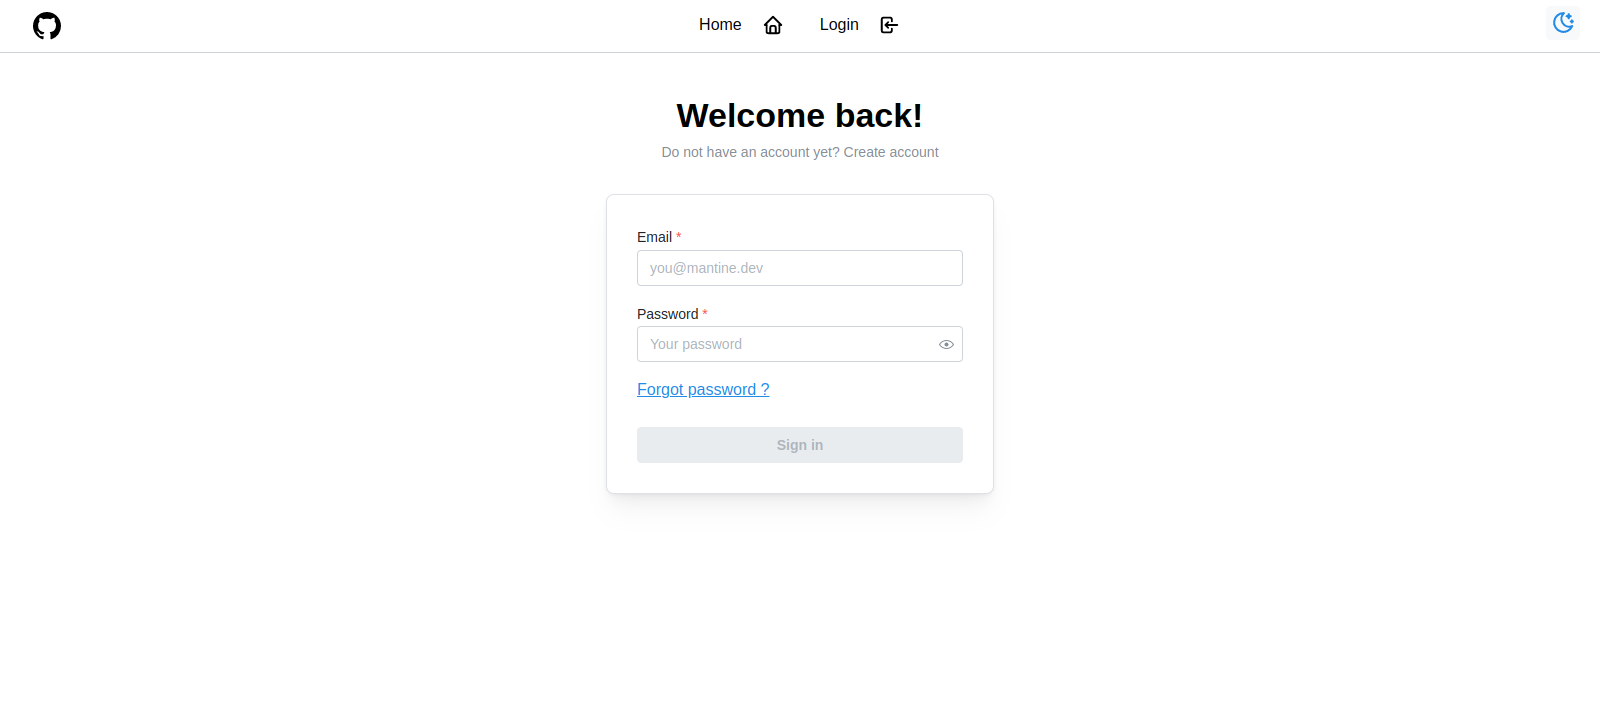 Home
Login
Welcome back!
Do not have an account yet? Create account
Email *
you@mantine.dev
Password *
Your password
Forgot password ?
Sign in